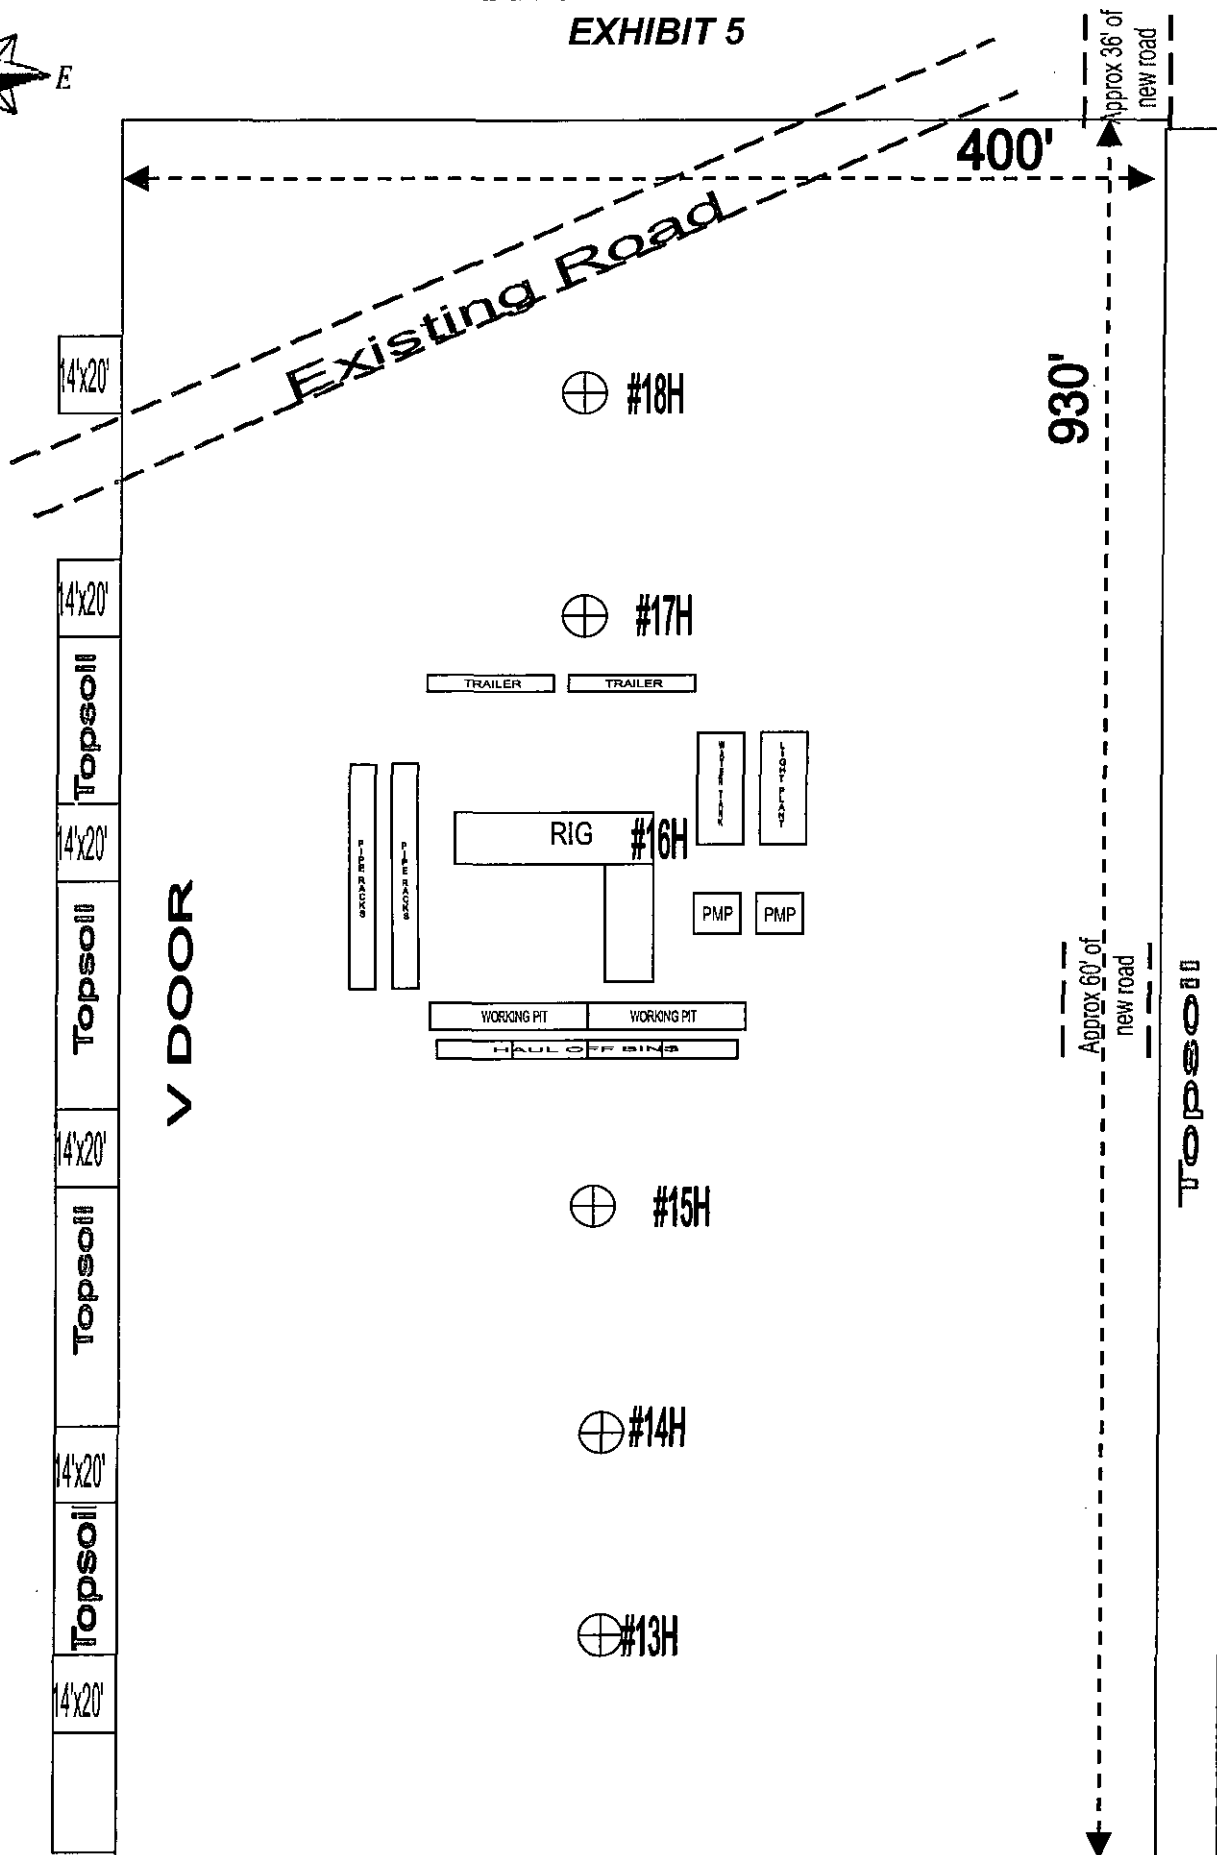 EXHIBIT 5
E
Approx 36' of
new road
400'
Existing Road
14'x20'
#18H
930'
14'x20'
#17H
Topsoil
TRAILER
TRAILER
WATER TANK
LIGHT PLANT
PIPE RACKS
PIPE RACKS
14'x20'
RIG
#16H
V DOOR
PMP
PMP
Topsoil
Approx 60' of
new road
Topsoil
WORKING PIT
WORKING PIT
HAUL OFF BINS
14'x20'
#15H
Topsoil
#14H
14'x20'
Topsoil
#13H
14'x20'